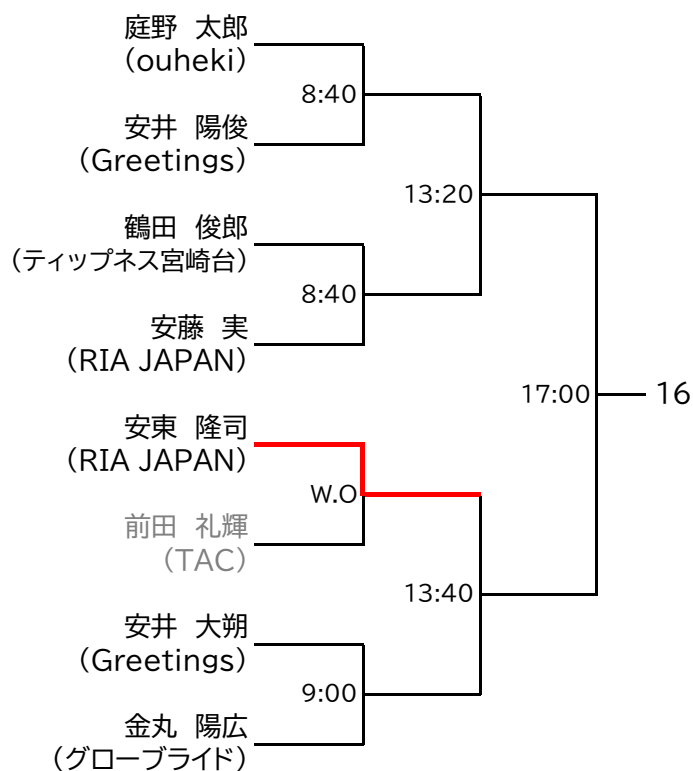 庭野 太郎
(ouheki)
8:40
安井 陽俊
(Greetings)
13:20
鶴田 俊郎
(ティップネス宮崎台)
8:40
安藤 実
(RIA JAPAN)
17:00
16
安東 隆司
(RIA JAPAN)
W.O
前田 礼輝
(TAC)
13:40
安井 大朔
(Greetings)
9:00
金丸 陽広
(グローブライド)